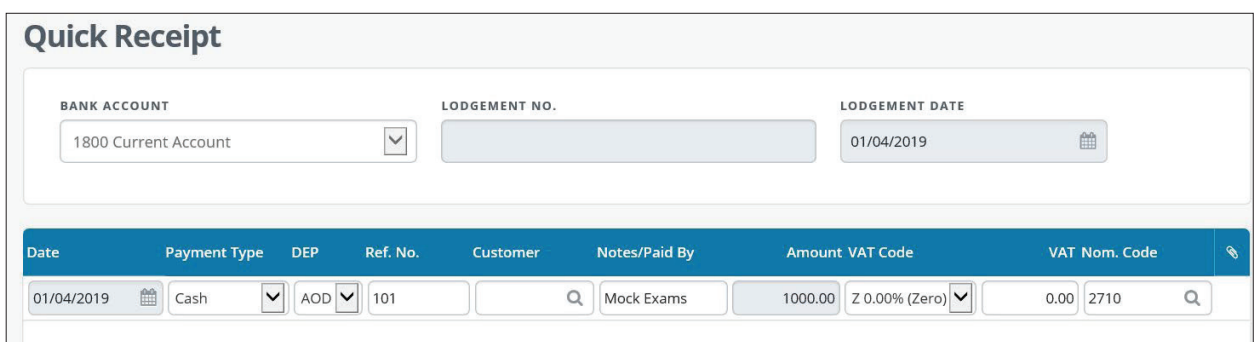 Quick Receipt
BANK ACCOUNT LODGEMENT NO. LODGEMENT DATE
1800 Current Account 01/04/2019
Date Payment Type DEP Ref. No. Customer Notes/Paid By Amount VAT Code VAT Nom. Code
01/04/2019 Cash AOD 101 Mock Exams 1000.00 Z 0.00% (Zero) 0.00 2710